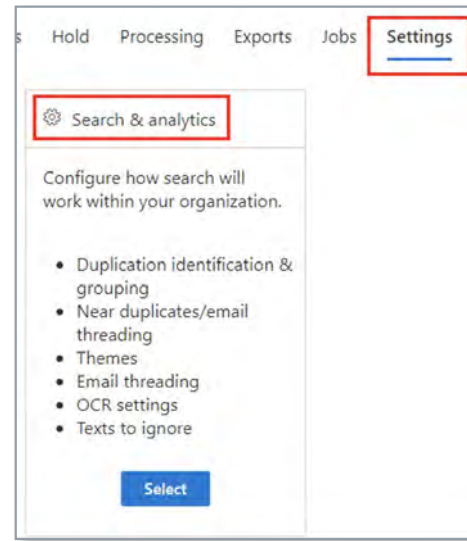 s Hold Processing Exports Jobs Settings
Search & analytics
Configure how search will
work within your organization.
• Duplication identification &
grouping
• Near duplicates/email
threading
• Themes
• Email threading
• OCR settings
• Texts to ignore
Select